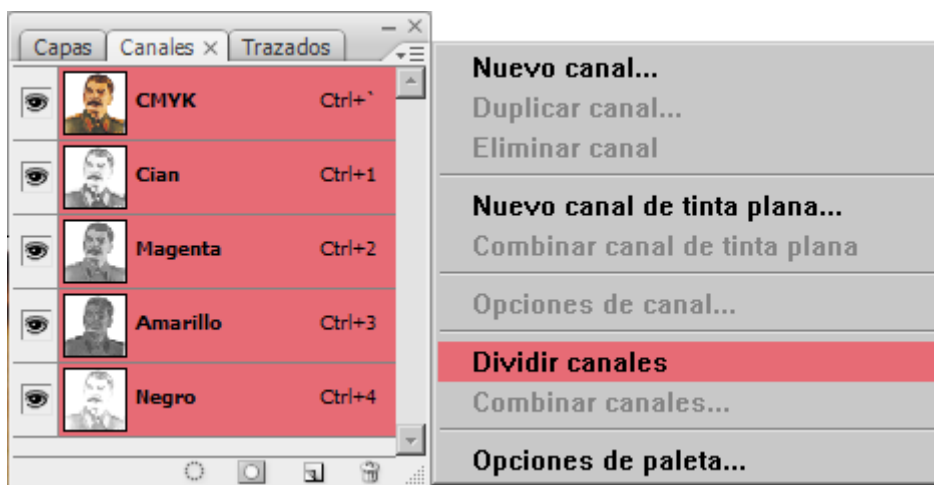 Capas Canales × Trazados
CMYK Ctrl+`
Cian Ctrl+1
Magenta Ctrl+2
Amarillo Ctrl+3
Negro Ctrl+4
Nuevo canal...
Duplicar canal...
Eliminar canal
Nuevo canal de tinta plana...
Combinar canal de tinta plana
Opciones de canal...
Dividir canales
Combinar canales...
Opciones de paleta...